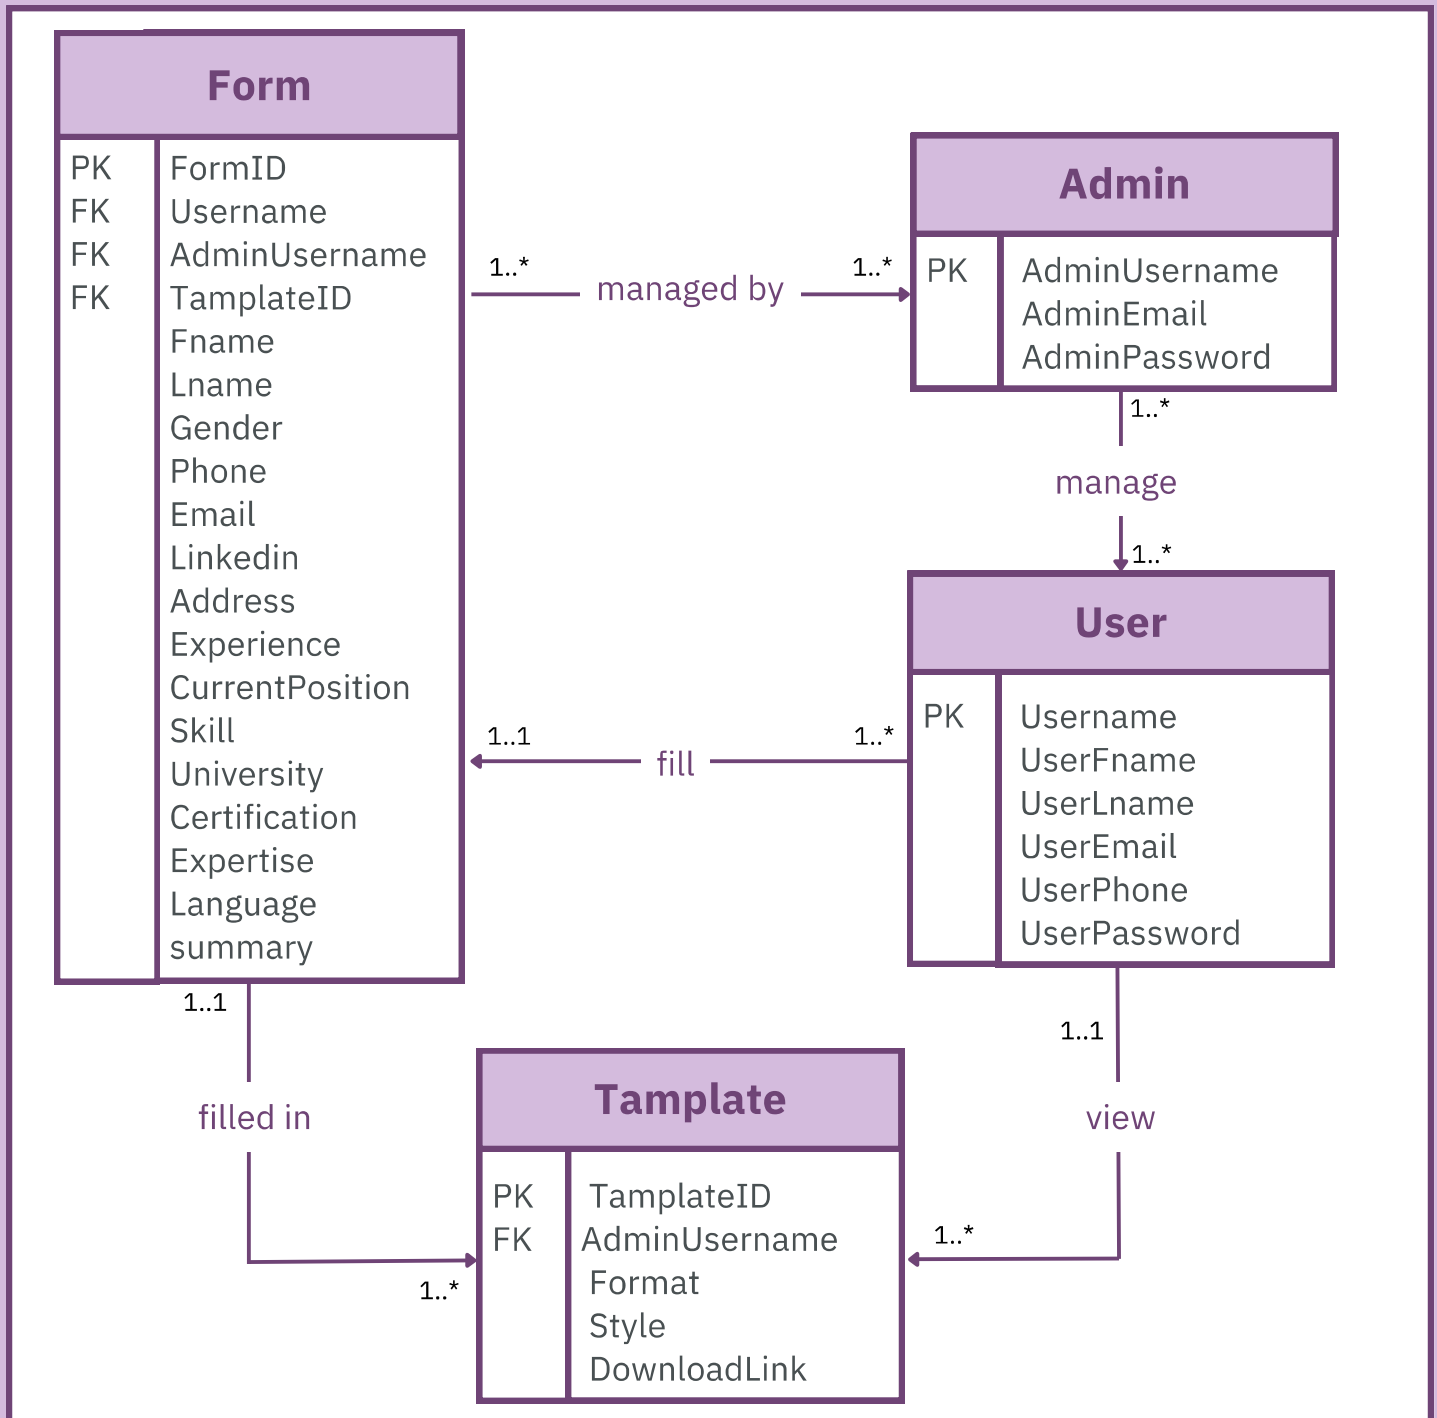 Form
PK FormID
FK Username
FK AdminUsername
FK TamplateID
Fname
Lname
Gender
Phone
Email
Linkedin
Address
Experience
CurrentPosition
Skill
University
Certification
Expertise
Language
summary
1..* managed by 1..*
Admin
PK AdminUsername
AdminEmail
AdminPassword
1..*
manage
1..*
User
PK Username
UserFname
UserLname
UserEmail
UserPhone
UserPassword
1..1 fill 1..*
1..1
filled in
1..*
1..1
view
1..*
Tamplate
PK TamplateID
FK AdminUsername
Format
Style
DownloadLink